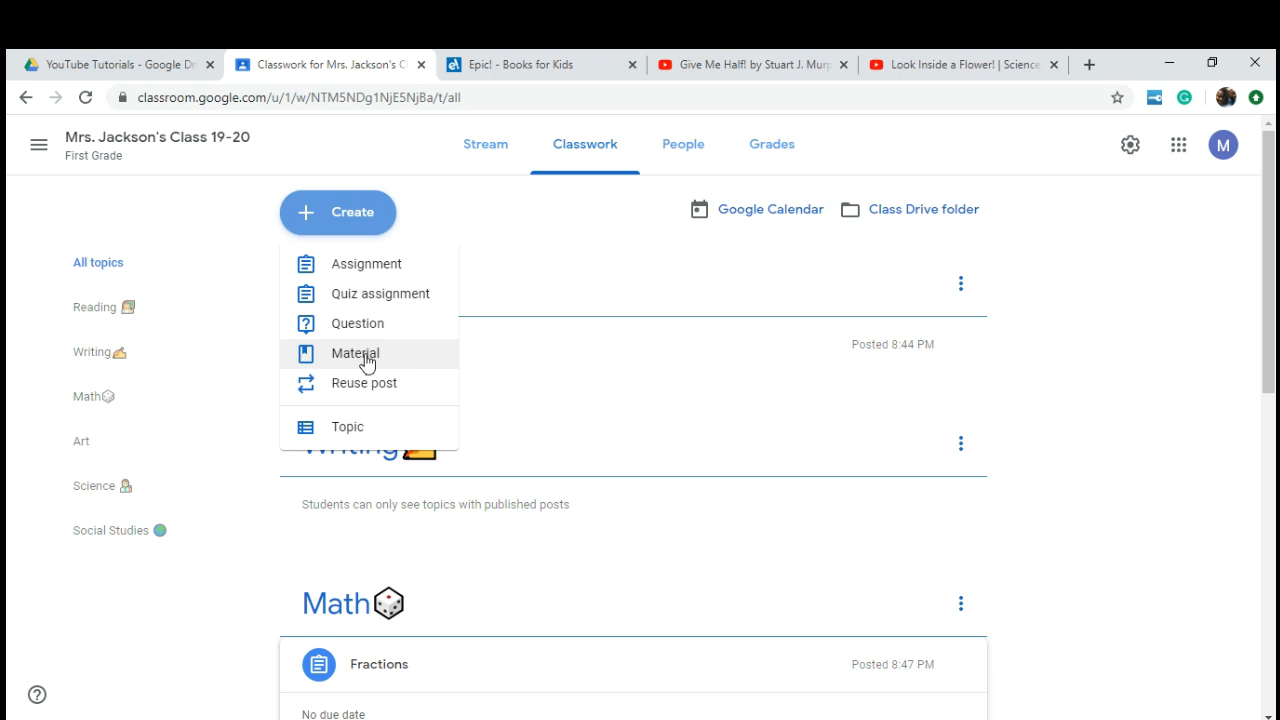 YouTube Tutorials - Google Dr
Classwork for Mrs. Jackson's C
Epic! - Books for Kids
Give Me Half! by Stuart J. Murp
Look Inside a Flower! | Science
classroom.google.com/u/1/w/NTM5NDg1NjE5NjBa/t/all
Mrs. Jackson's Class 19-20
First Grade
Stream
Classwork
People
Grades
M
Create
Google Calendar
Class Drive folder
All topics
Reading
Writing
Math
Art
Science
Social Studies
Assignment
Quiz assignment
Question
Material
Reuse post
Topic
Posted 8:44 PM
Writing
Students can only see topics with published posts
Math
Fractions
Posted 8:47 PM
No due date